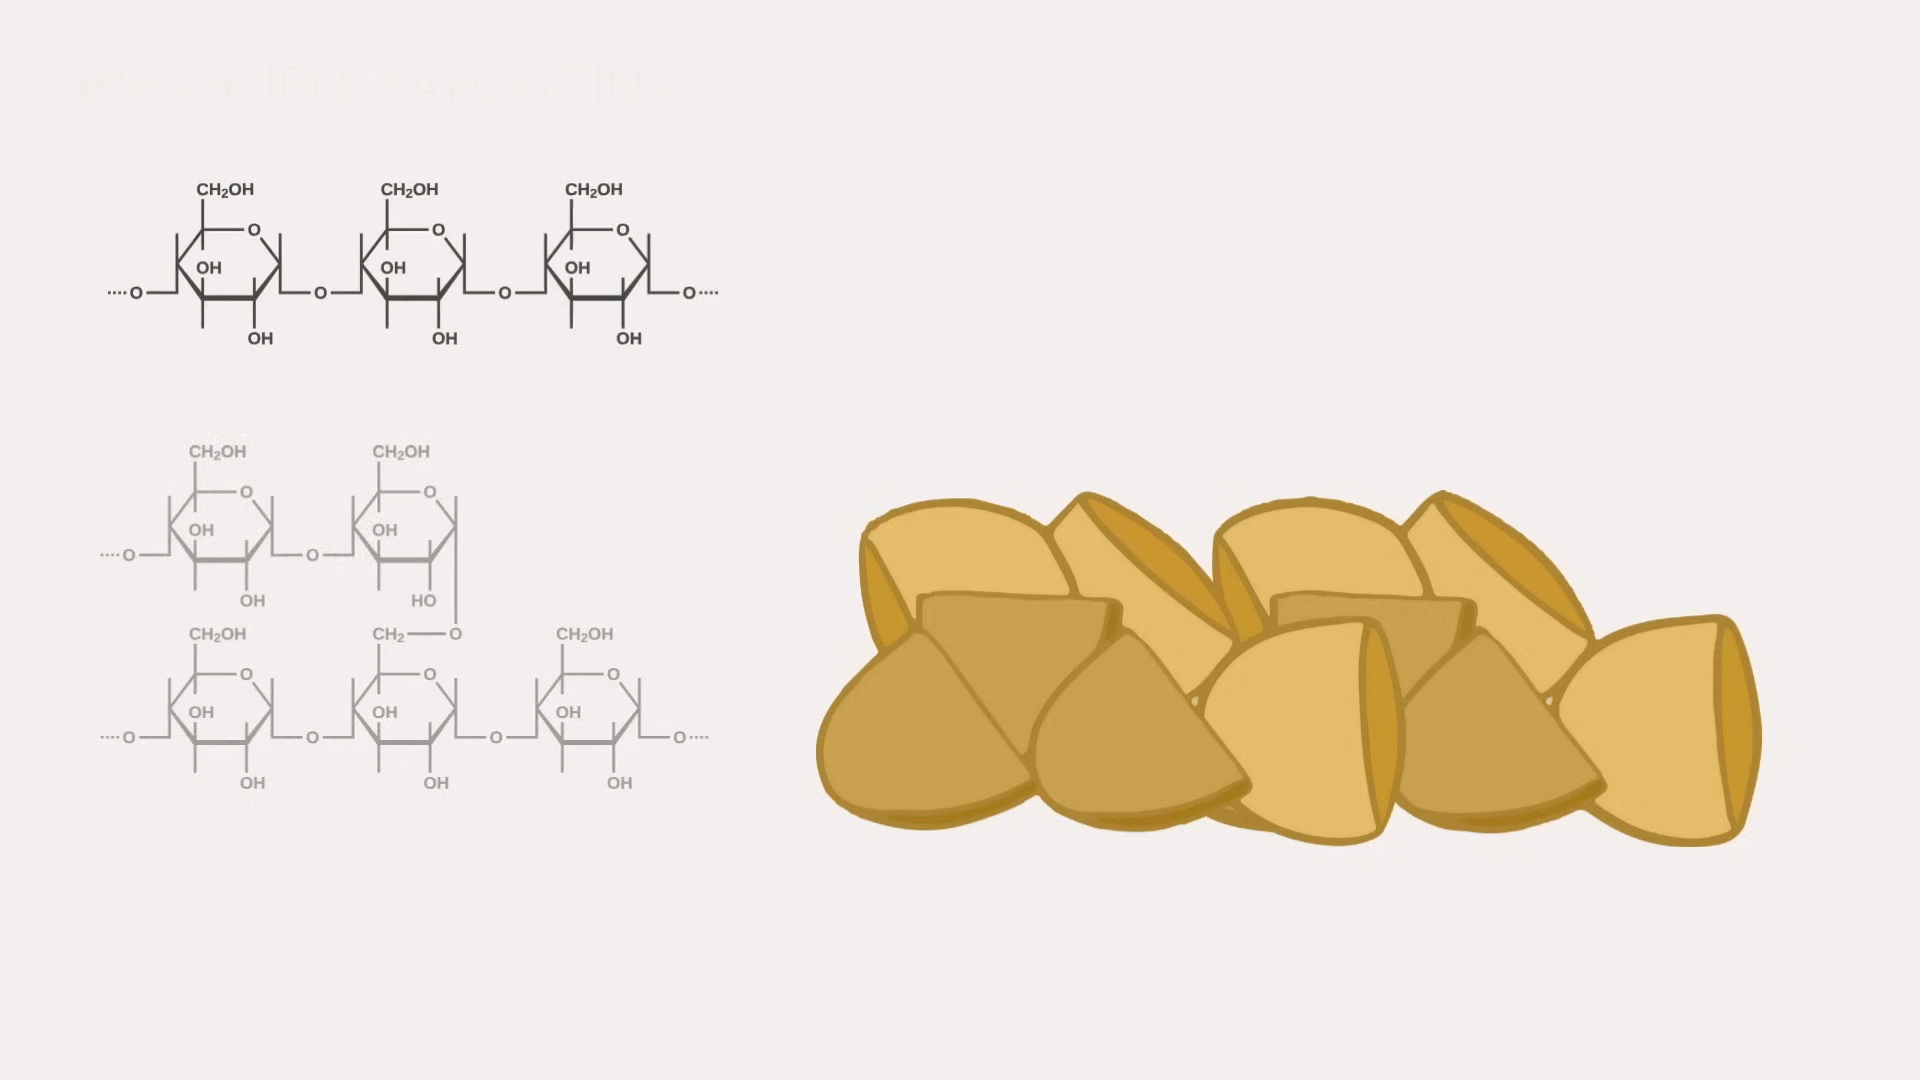 @SOYCIENCIAYCOCINA
CH₂OH CH₂OH CH₂OH
O O O
OH OH OH
O O O O
OH OH OH
CH₂OH CH₂OH
O O
OH OH
O O
OH HO
CH₂OH CH₂ O CH₂OH
O O O
OH OH OH
O O O O
OH OH OH